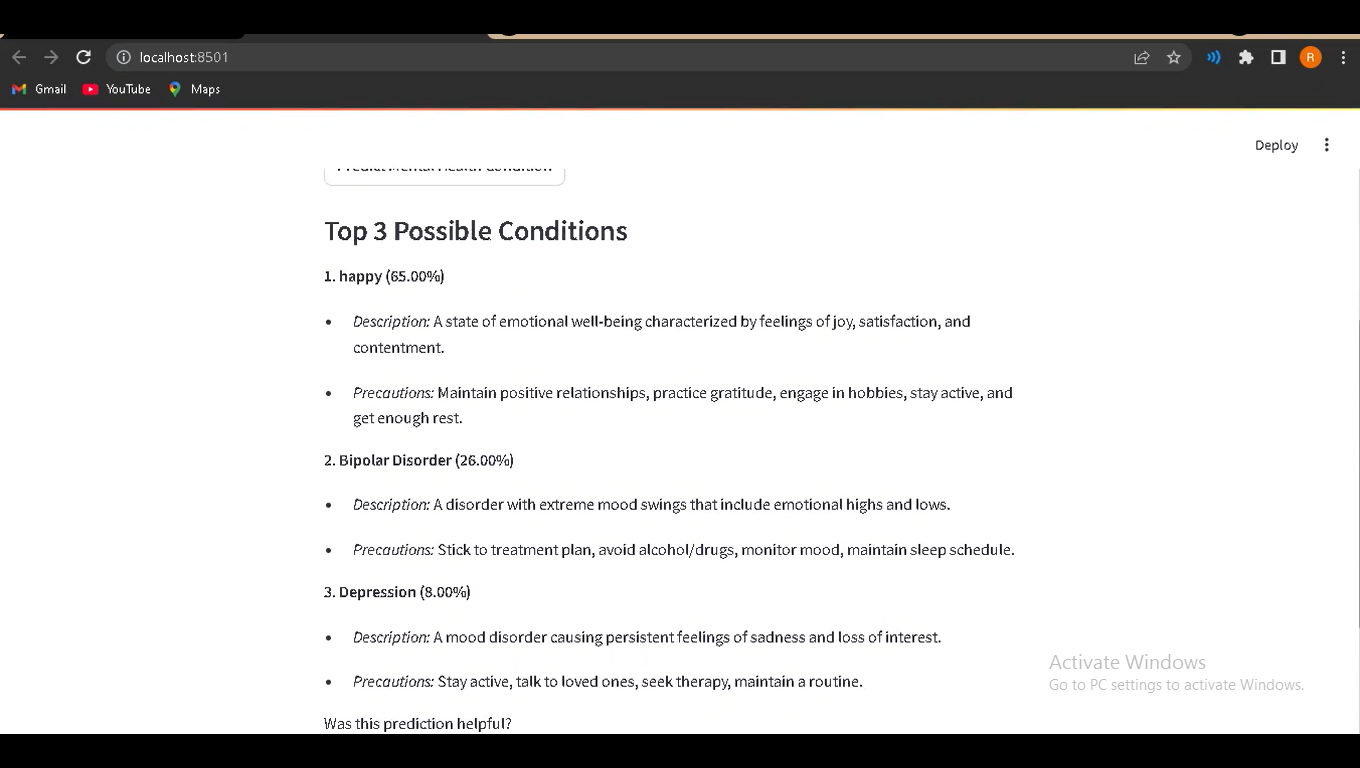 localhost:8501
Gmail
YouTube
Maps
R
Deploy
Predict Mental Health Condition
Top 3 Possible Conditions
1. happy (65.00%)
• Description: A state of emotional well-being characterized by feelings of joy, satisfaction, and
contentment.
• Precautions: Maintain positive relationships, practice gratitude, engage in hobbies, stay active, and
get enough rest.
2. Bipolar Disorder (26.00%)
• Description: A disorder with extreme mood swings that include emotional highs and lows.
• Precautions: Stick to treatment plan, avoid alcohol/drugs, monitor mood, maintain sleep schedule.
3. Depression (8.00%)
• Description: A mood disorder causing persistent feelings of sadness and loss of interest.
• Precautions: Stay active, talk to loved ones, seek therapy, maintain a routine.
Was this prediction helpful?
Activate Windows
Go to PC settings to activate Windows.